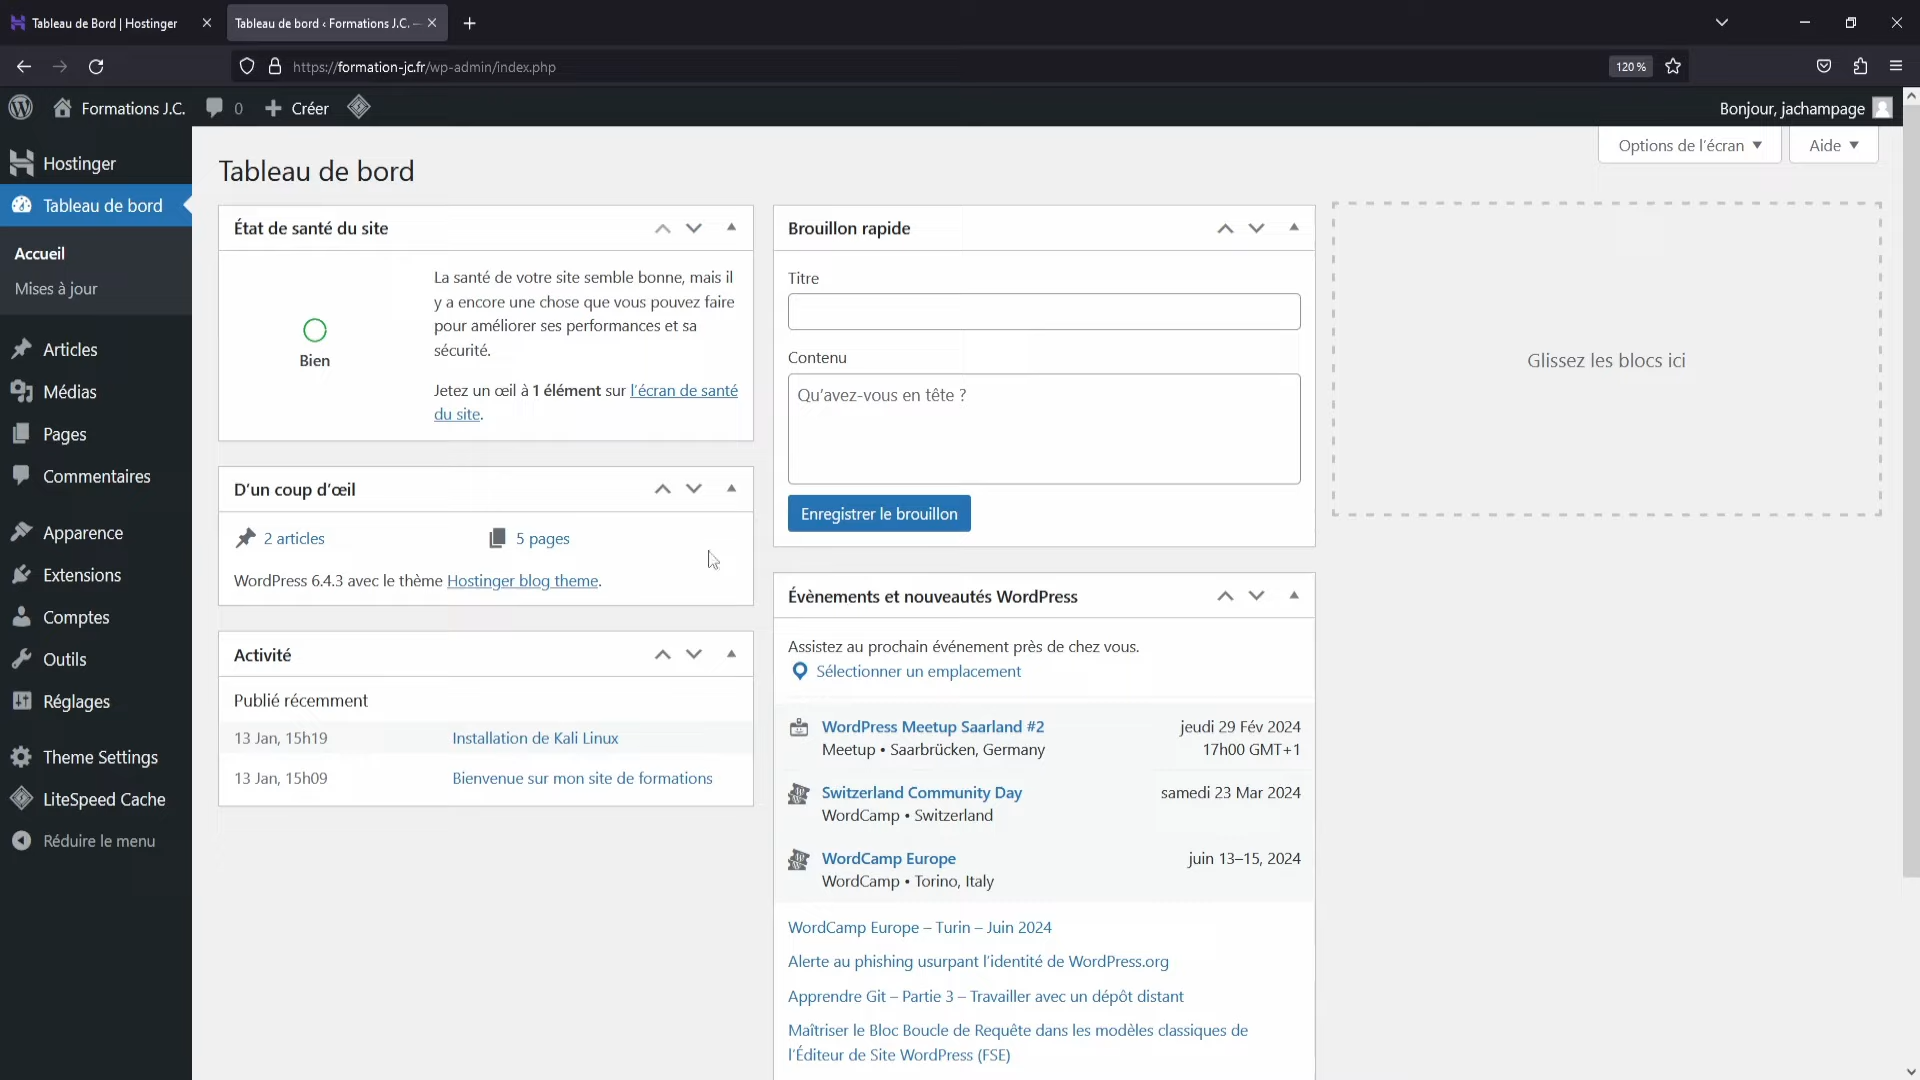 Tableau de Bord | Hostinger
Tableau de bord ‹ Formations J.C. —
https://formation-jc.fr/wp-admin/index.php
120 %
Formations J.C.
0
Créer
Bonjour, jachampage
Hostinger
Tableau de bord
Accueil
Mises à jour
Articles
Médias
Pages
Commentaires
Apparence
Extensions
Comptes
Outils
Réglages
Theme Settings
LiteSpeed Cache
Réduire le menu
Options de l’écran
Aide
Tableau de bord
État de santé du site
Bien
La santé de votre site semble bonne, mais il
y a encore une chose que vous pouvez faire
pour améliorer ses performances et sa
sécurité.
Jetez un œil à 1 élément sur l’écran de santé
du site.
D’un coup d’œil
2 articles
5 pages
WordPress 6.4.3 avec le thème Hostinger blog theme.
Activité
Publié récemment
13 Jan, 15h19 Installation de Kali Linux
13 Jan, 15h09 Bienvenue sur mon site de formations
Brouillon rapide
Titre
Contenu
Qu’avez-vous en tête ?
Enregistrer le brouillon
Évènements et nouveautés WordPress
Assistez au prochain événement près de chez vous.
Sélectionner un emplacement
WordPress Meetup Saarland #2 jeudi 29 Fév 2024
Meetup • Saarbrücken, Germany 17h00 GMT+1
Switzerland Community Day samedi 23 Mar 2024
WordCamp • Switzerland
WordCamp Europe juin 13–15, 2024
WordCamp • Torino, Italy
WordCamp Europe – Turin – Juin 2024
Alerte au phishing usurpant l’identité de WordPress.org
Apprendre Git – Partie 3 – Travailler avec un dépôt distant
Maîtriser le Bloc Boucle de Requête dans les modèles classiques de
l’Éditeur de Site WordPress (FSE)
Glissez les blocs ici